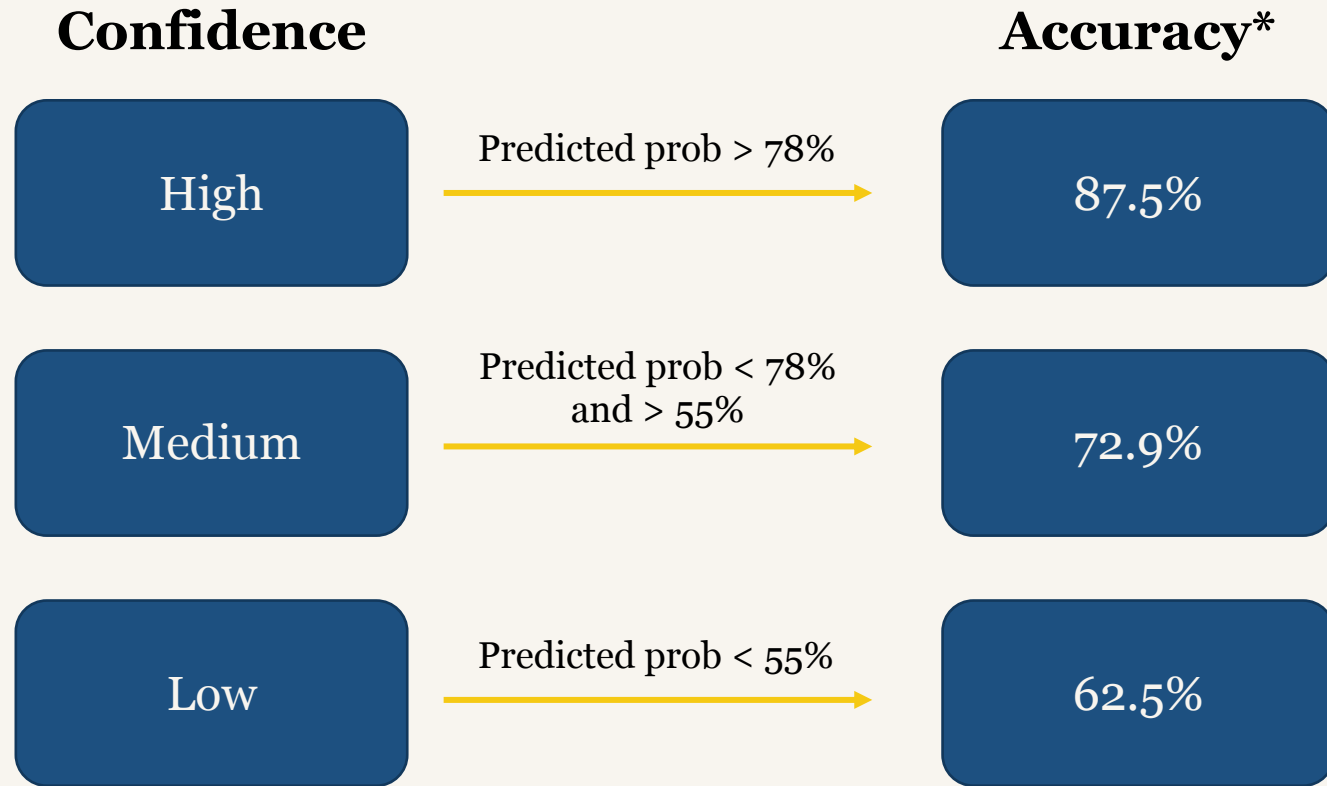 Confidence
Accuracy*
High
Predicted prob > 78%
87.5%
Medium
Predicted prob < 78%
and > 55%
72.9%
Low
Predicted prob < 55%
62.5%